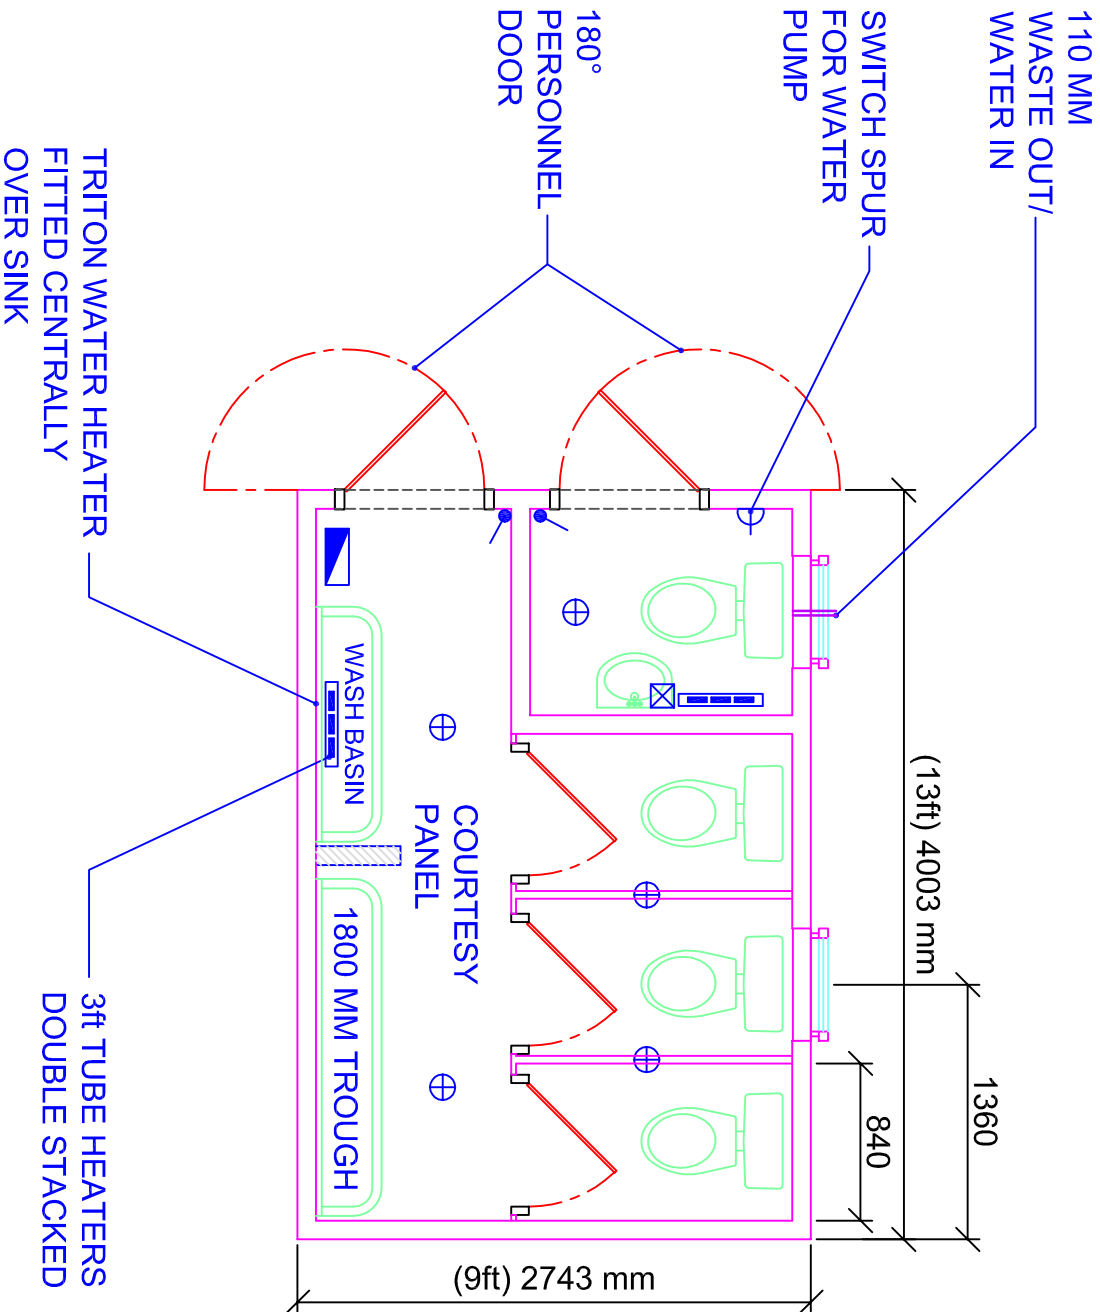 110 MM
WASTE OUT/
WATER IN
SWITCH SPUR
FOR WATER
PUMP
180°
PERSONNEL
DOOR
TRITON WATER HEATER
FITTED CENTRALLY
OVER SINK
WASH BASIN
COURTESY
PANEL
1800 MM TROUGH
3ft TUBE HEATERS
DOUBLE STACKED
(13ft) 4003 mm
1360
840
(9ft) 2743 mm